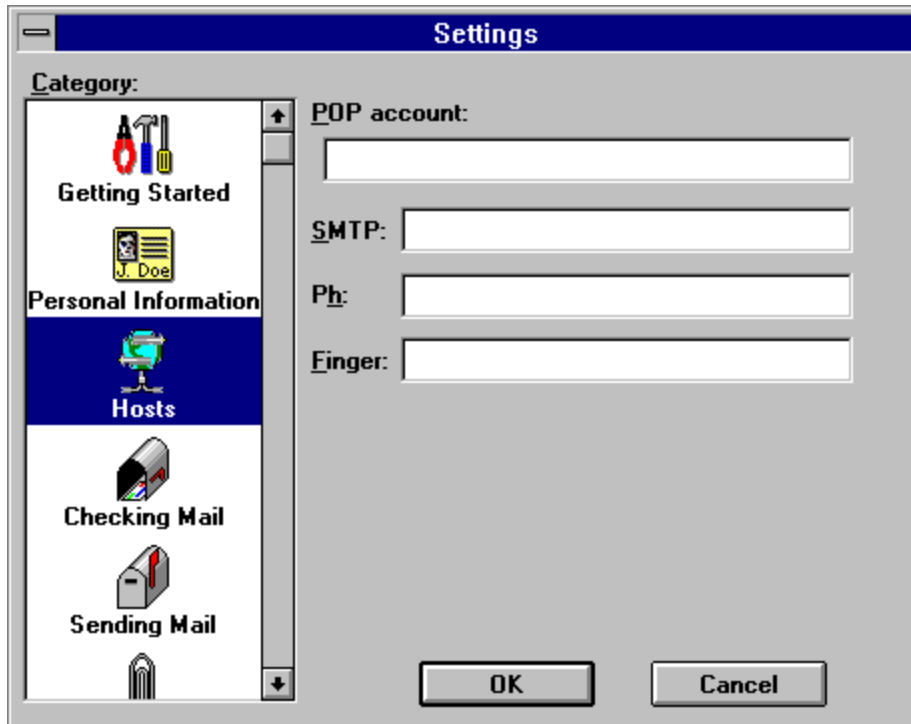 Settings
Category:
Getting Started
J. Doe
Personal Information
Hosts
Checking Mail
Sending Mail
POP account:
SMTP:
Ph:
Finger:
OK
Cancel